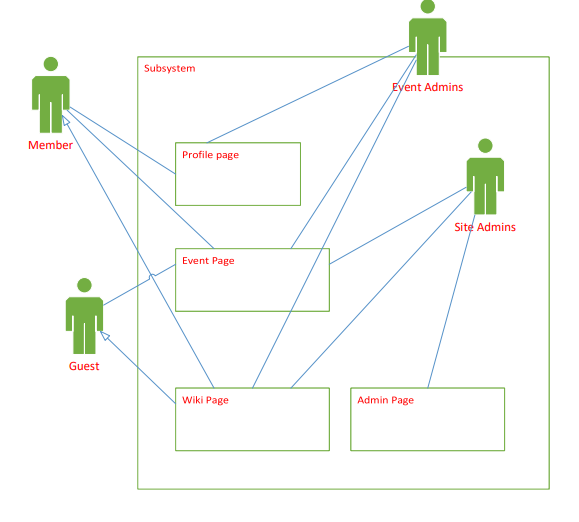 Subsystem
Event Admins
Member
Profile page
Site Admins
Event Page
Guest
Wiki Page
Admin Page